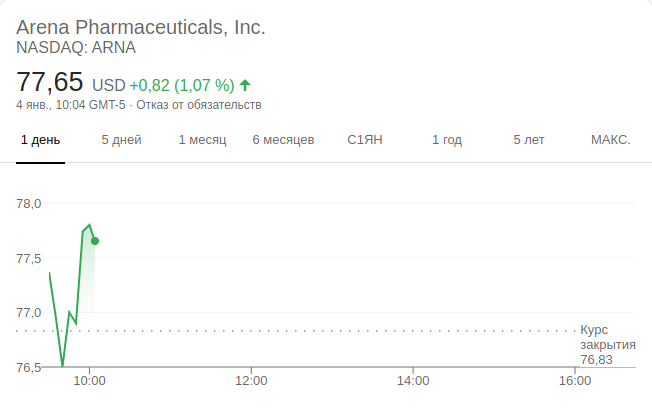 Arena Pharmaceuticals, Inc.
NASDAQ: ARNA
77,65 USD +0,82 (1,07 %)
4 янв., 10:04 GMT-5 · Отказ от обязательств
1 день 5 дней 1 месяц 6 месяцев С1ЯН 1 год 5 лет МАКС.
78,0
77,5
77,0
Курс
закрытия
76,83
76,5
10:00 12:00 14:00 16:00